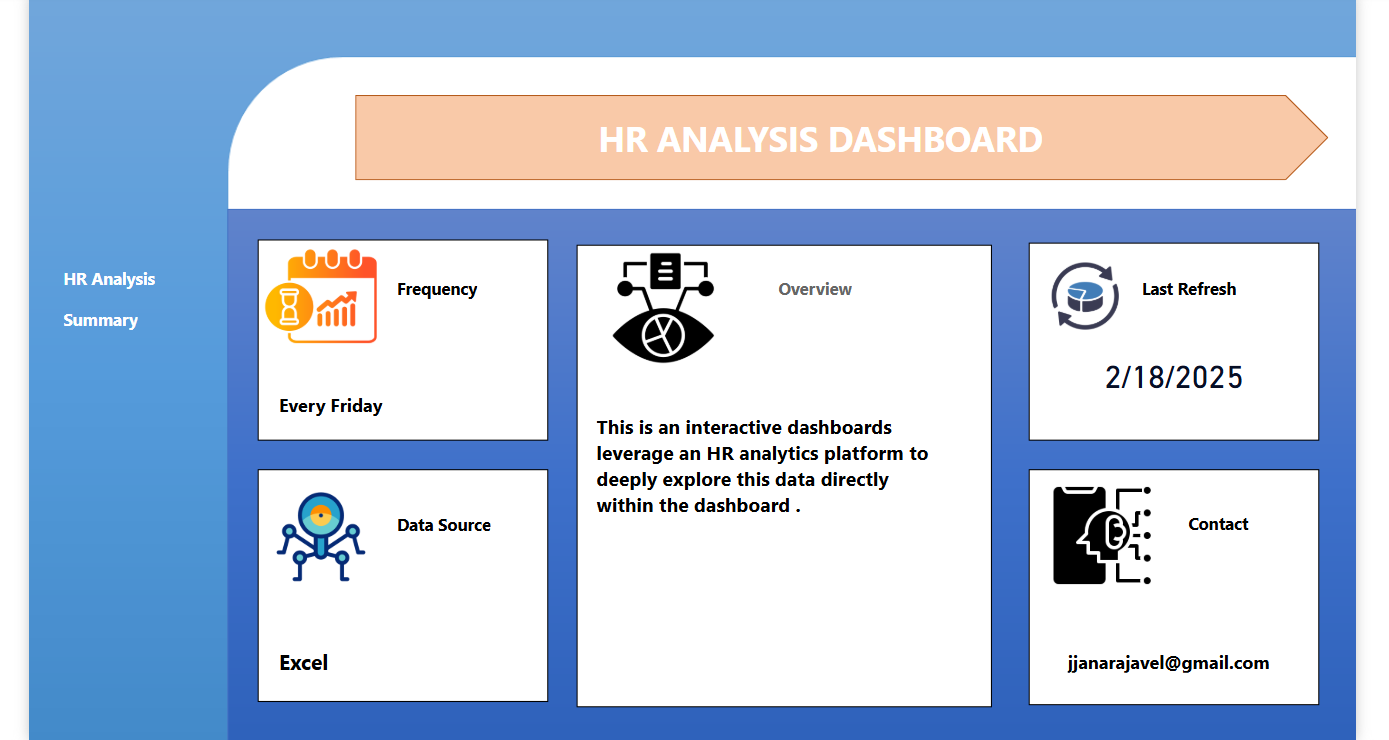 HR ANALYSIS DASHBOARD
HR Analysis
Summary
Frequency
Every Friday
Data Source
Excel
Overview
This is an interactive dashboards
leverage an HR analytics platform to
deeply explore this data directly
within the dashboard .
Last Refresh
2/18/2025
Contact
jjanarajavel@gmail.com